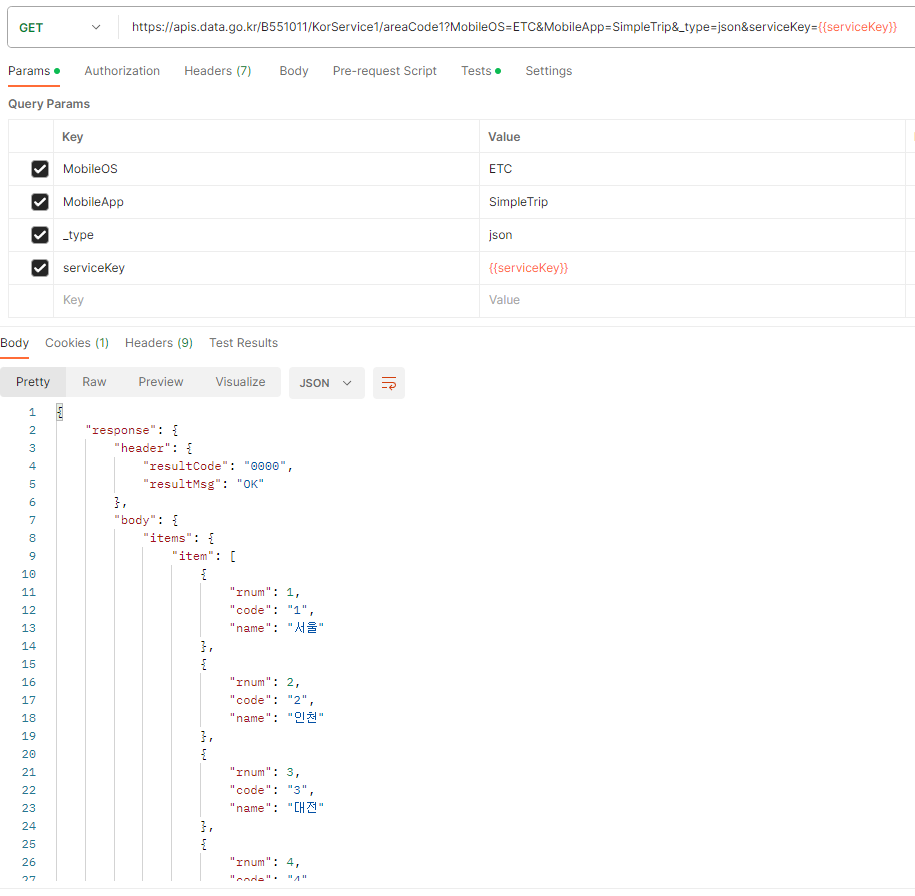 GET https://apis.data.go.kr/B551011/KorService1/areaCode1?MobileOS=ETC&MobileApp=SimpleTrip&_type=json&serviceKey={{serviceKey}}
Params Authorization Headers (7) Body Pre-request Script Tests Settings
Query Params
Key Value
MobileOS ETC
MobileApp SimpleTrip
_type json
serviceKey {{serviceKey}}
Key Value
Body Cookies (1) Headers (9) Test Results
Pretty Raw Preview Visualize JSON
1 {
2 "response": {
3 "header": {
4 "resultCode": "0000",
5 "resultMsg": "OK"
6 },
7 "body": {
8 "items": {
9 "item": [
10 {
11 "rnum": 1,
12 "code": "1",
13 "name": "서울"
14 },
15 {
16 "rnum": 2,
17 "code": "2",
18 "name": "인천"
19 },
20 {
21 "rnum": 3,
22 "code": "3",
23 "name": "대전"
24 },
25 {
26 "rnum": 4,
27 "code": "4"